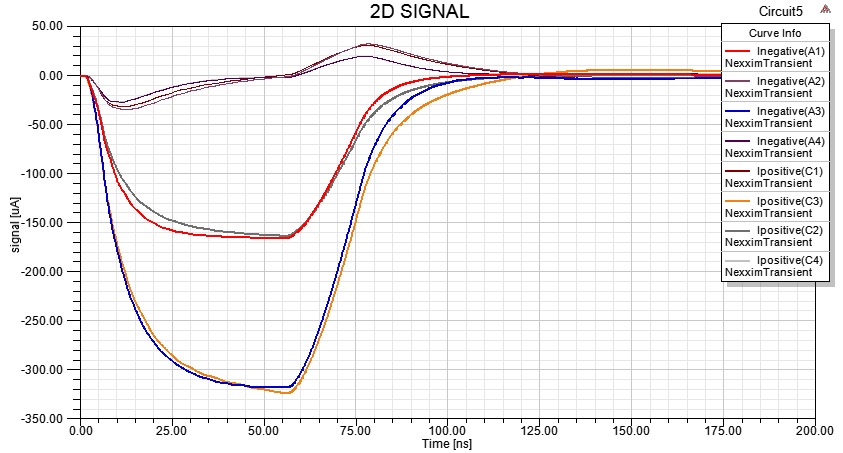 2D SIGNAL
Circuit5
Curve Info
Inegative(A1)
NexximTransient
Inegative(A2)
NexximTransient
Inegative(A3)
NexximTransient
Inegative(A4)
NexximTransient
Ipositive(C1)
NexximTransient
Ipositive(C3)
NexximTransient
Ipositive(C2)
NexximTransient
Ipositive(C4)
NexximTransient
50.00
0.00
-50.00
-100.00
-150.00
-200.00
-250.00
-300.00
-350.00
signal [uA]
0.00 25.00 50.00 75.00 100.00 125.00 150.00 175.00 200.00
Time [ns]